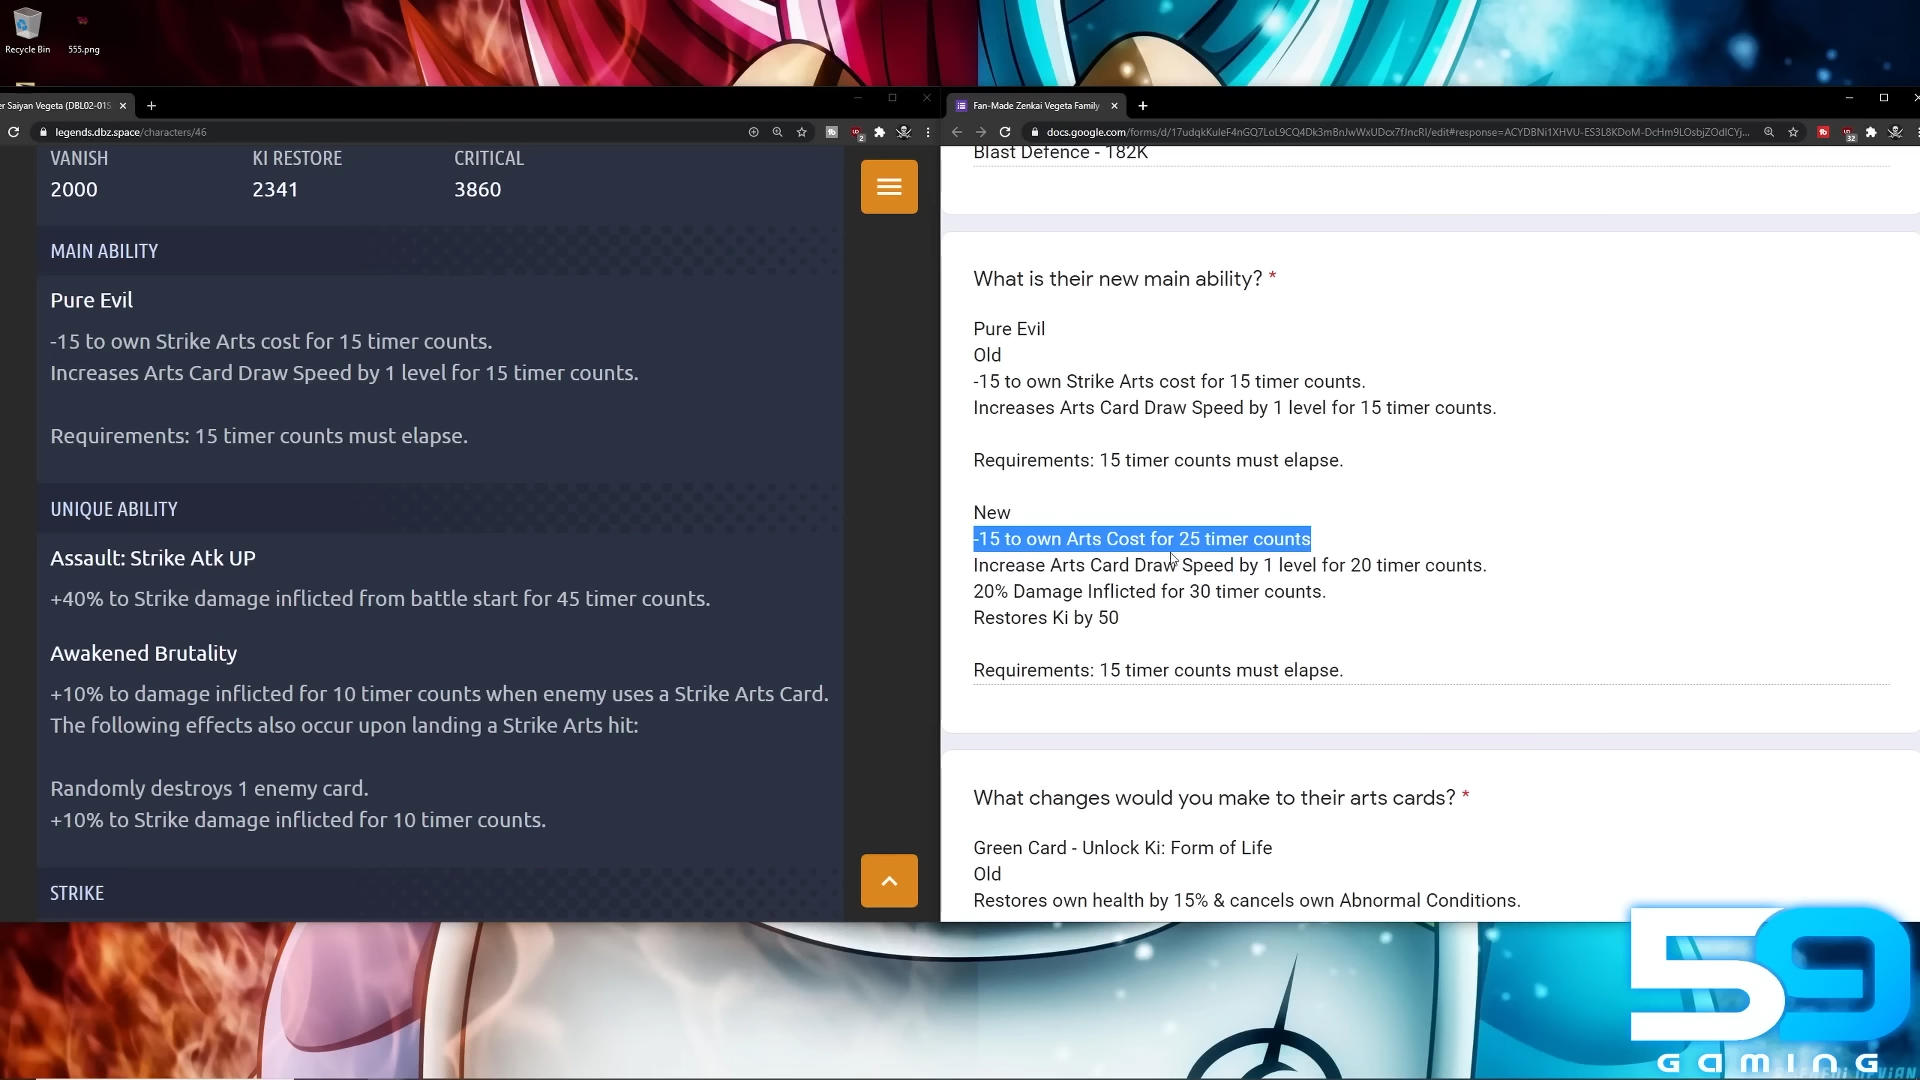 Recycle Bin
555.png
er Saiyan Vegeta (DBL02-01S
legends.dbz.space/characters/46
VANISH
KI RESTORE
CRITICAL
2000
2341
3860
MAIN ABILITY
Pure Evil
-15 to own Strike Arts cost for 15 timer counts.
Increases Arts Card Draw Speed by 1 level for 15 timer counts.
Requirements: 15 timer counts must elapse.
UNIQUE ABILITY
Assault: Strike Atk UP
+40% to Strike damage inflicted from battle start for 45 timer counts.
Awakened Brutality
+10% to damage inflicted for 10 timer counts when enemy uses a Strike Arts Card.
The following effects also occur upon landing a Strike Arts hit:
Randomly destroys 1 enemy card.
+10% to Strike damage inflicted for 10 timer counts.
STRIKE
Fan-Made Zenkai Vegeta Family
Blast Defence - 182K
What is their new main ability? *
Pure Evil
Old
-15 to own Strike Arts cost for 15 timer counts.
Increases Arts Card Draw Speed by 1 level for 15 timer counts.
Requirements: 15 timer counts must elapse.
New
-15 to own Arts Cost for 25 timer counts
Increase Arts Card Draw Speed by 1 level for 20 timer counts.
20% Damage Inflicted for 30 timer counts.
Restores Ki by 50
Requirements: 15 timer counts must elapse.
What changes would you make to their arts cards? *
Green Card - Unlock Ki: Form of Life
Old
Restores own health by 15% & cancels own Abnormal Conditions.
59
GAMING